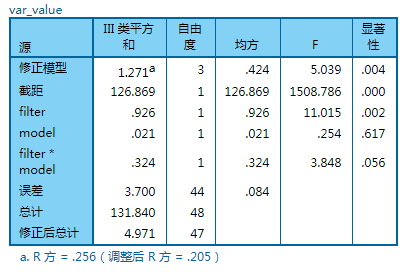 var_value
源 III 类平方和 自由度 均方 F 显著性
修正模型 1.271a 3 .424 5.039 .004
截距 126.869 1 126.869 1508.786 .000
filter .926 1 .926 11.015 .002
model .021 1 .021 .254 .617
filter * model .324 1 .324 3.848 .056
误差 3.700 44 .084
总计 131.840 48
修正后总计 4.971 47
a. R 方 = .256（调整后 R 方 = .205）